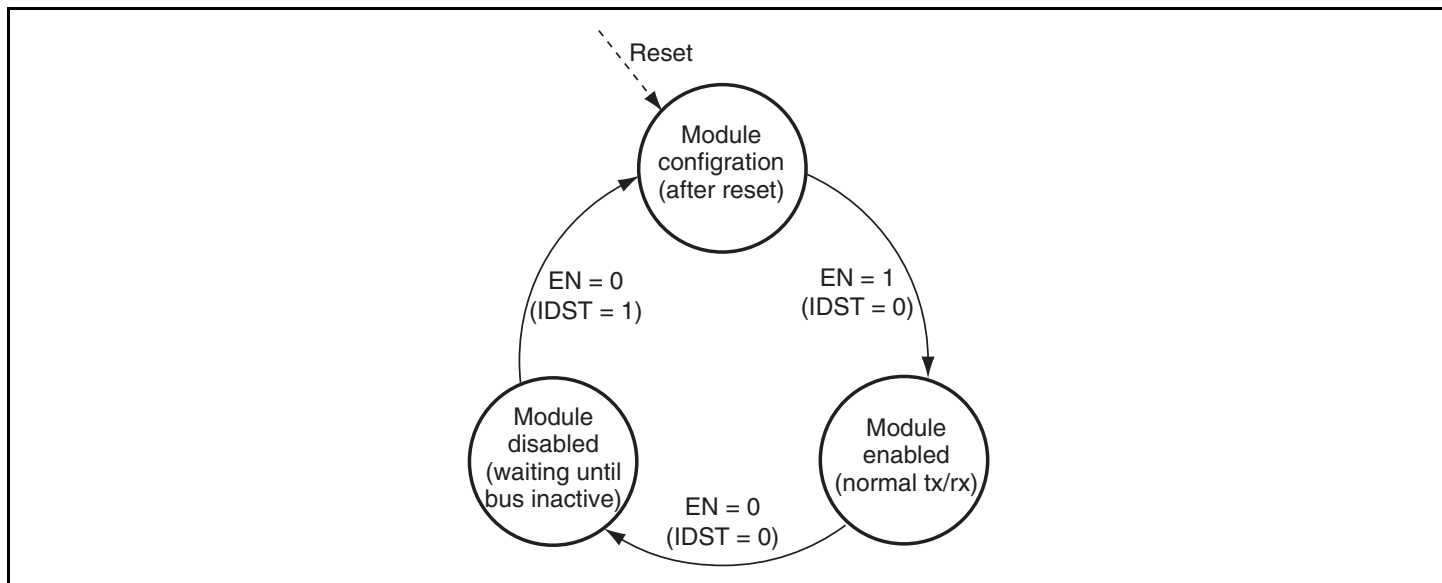 Reset
Module
configration
(after reset)
EN = 0
(IDST = 1)
EN = 1
(IDST = 0)
Module
disabled
(waiting until
bus inactive)
Module
enabled
(normal tx/rx)
EN = 0
(IDST = 0)